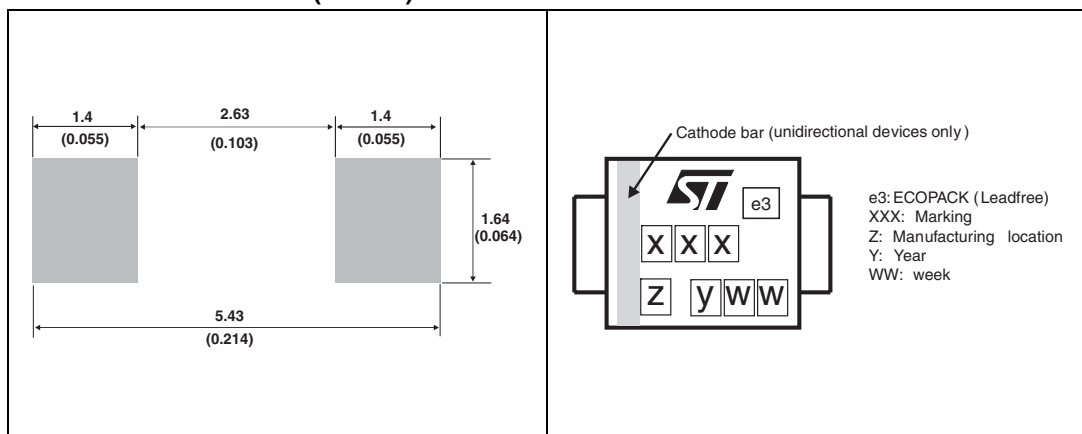 1.4
(0.055)
2.63
(0.103)
1.4
(0.055)
1.64
(0.064)
5.43
(0.214)
Cathode bar (unidirectional devices only)
ST
e3
x x x
z y w w
e3: ECOPACK (Leadfree)
XXX: Marking
Z: Manufacturing location
Y: Year
WW: week